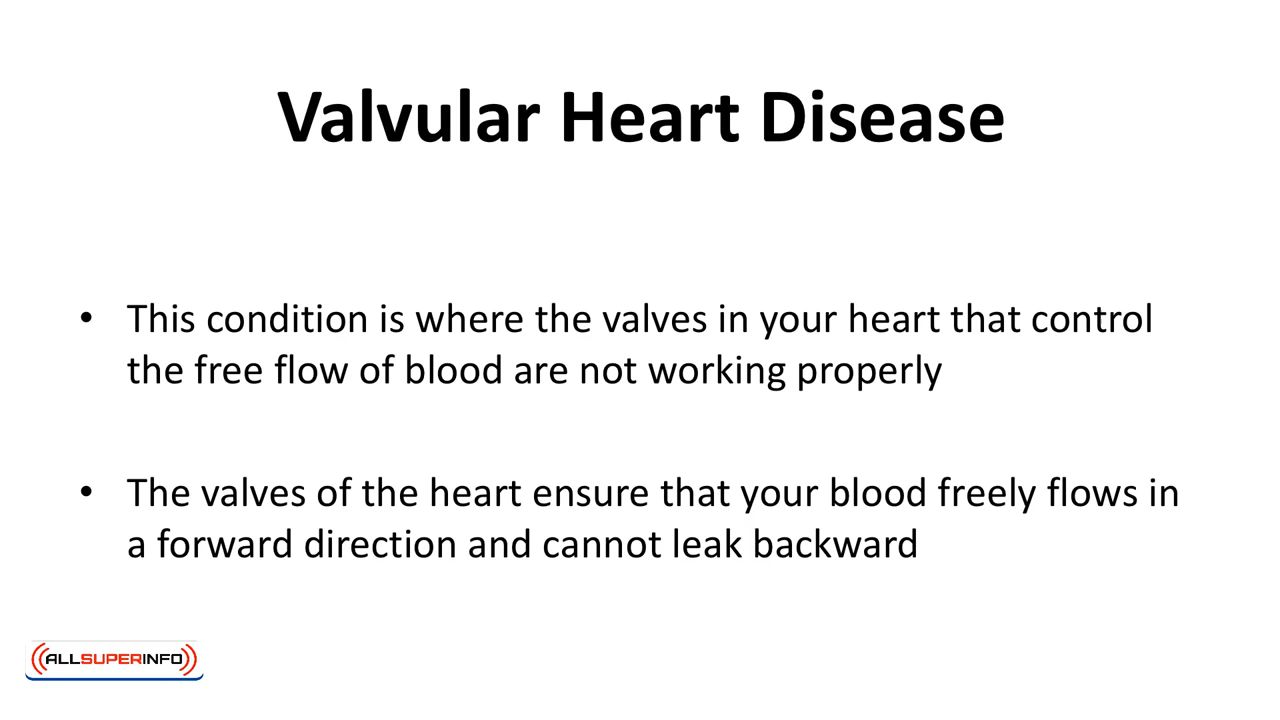 Valvular Heart Disease
• This condition is where the valves in your heart that control
the free flow of blood are not working properly
• The valves of the heart ensure that your blood freely flows in
a forward direction and cannot leak backward
ALLSUPERINFO